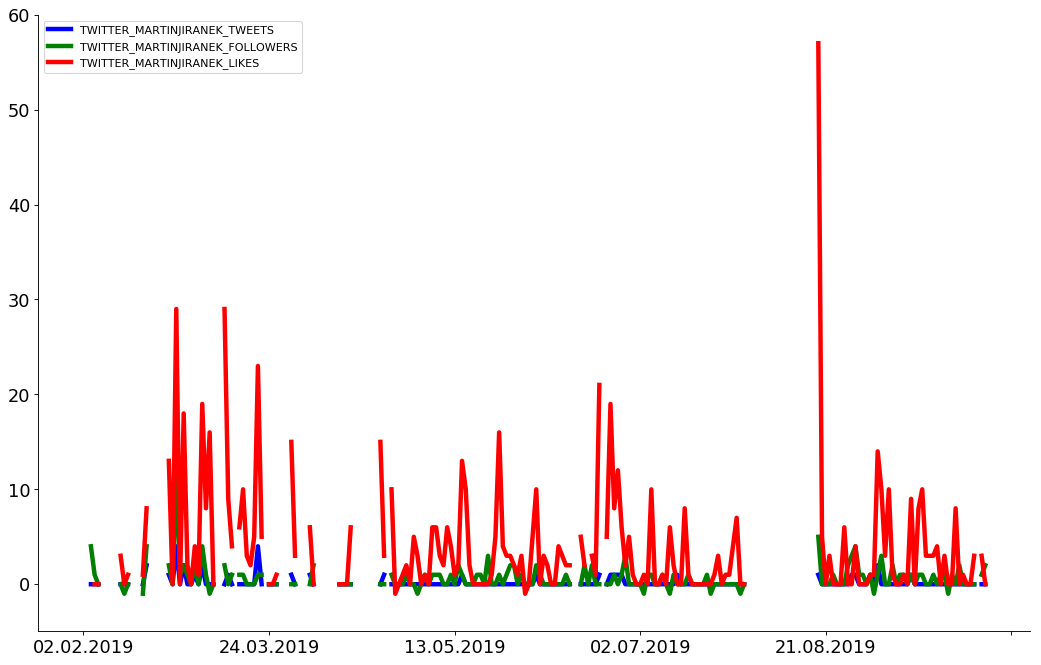 TWITTER_MARTINJIRANEK_TWEETS
TWITTER_MARTINJIRANEK_FOLLOWERS
TWITTER_MARTINJIRANEK_LIKES
60
50
40
30
20
10
0
02.02.2019 24.03.2019 13.05.2019 02.07.2019 21.08.2019